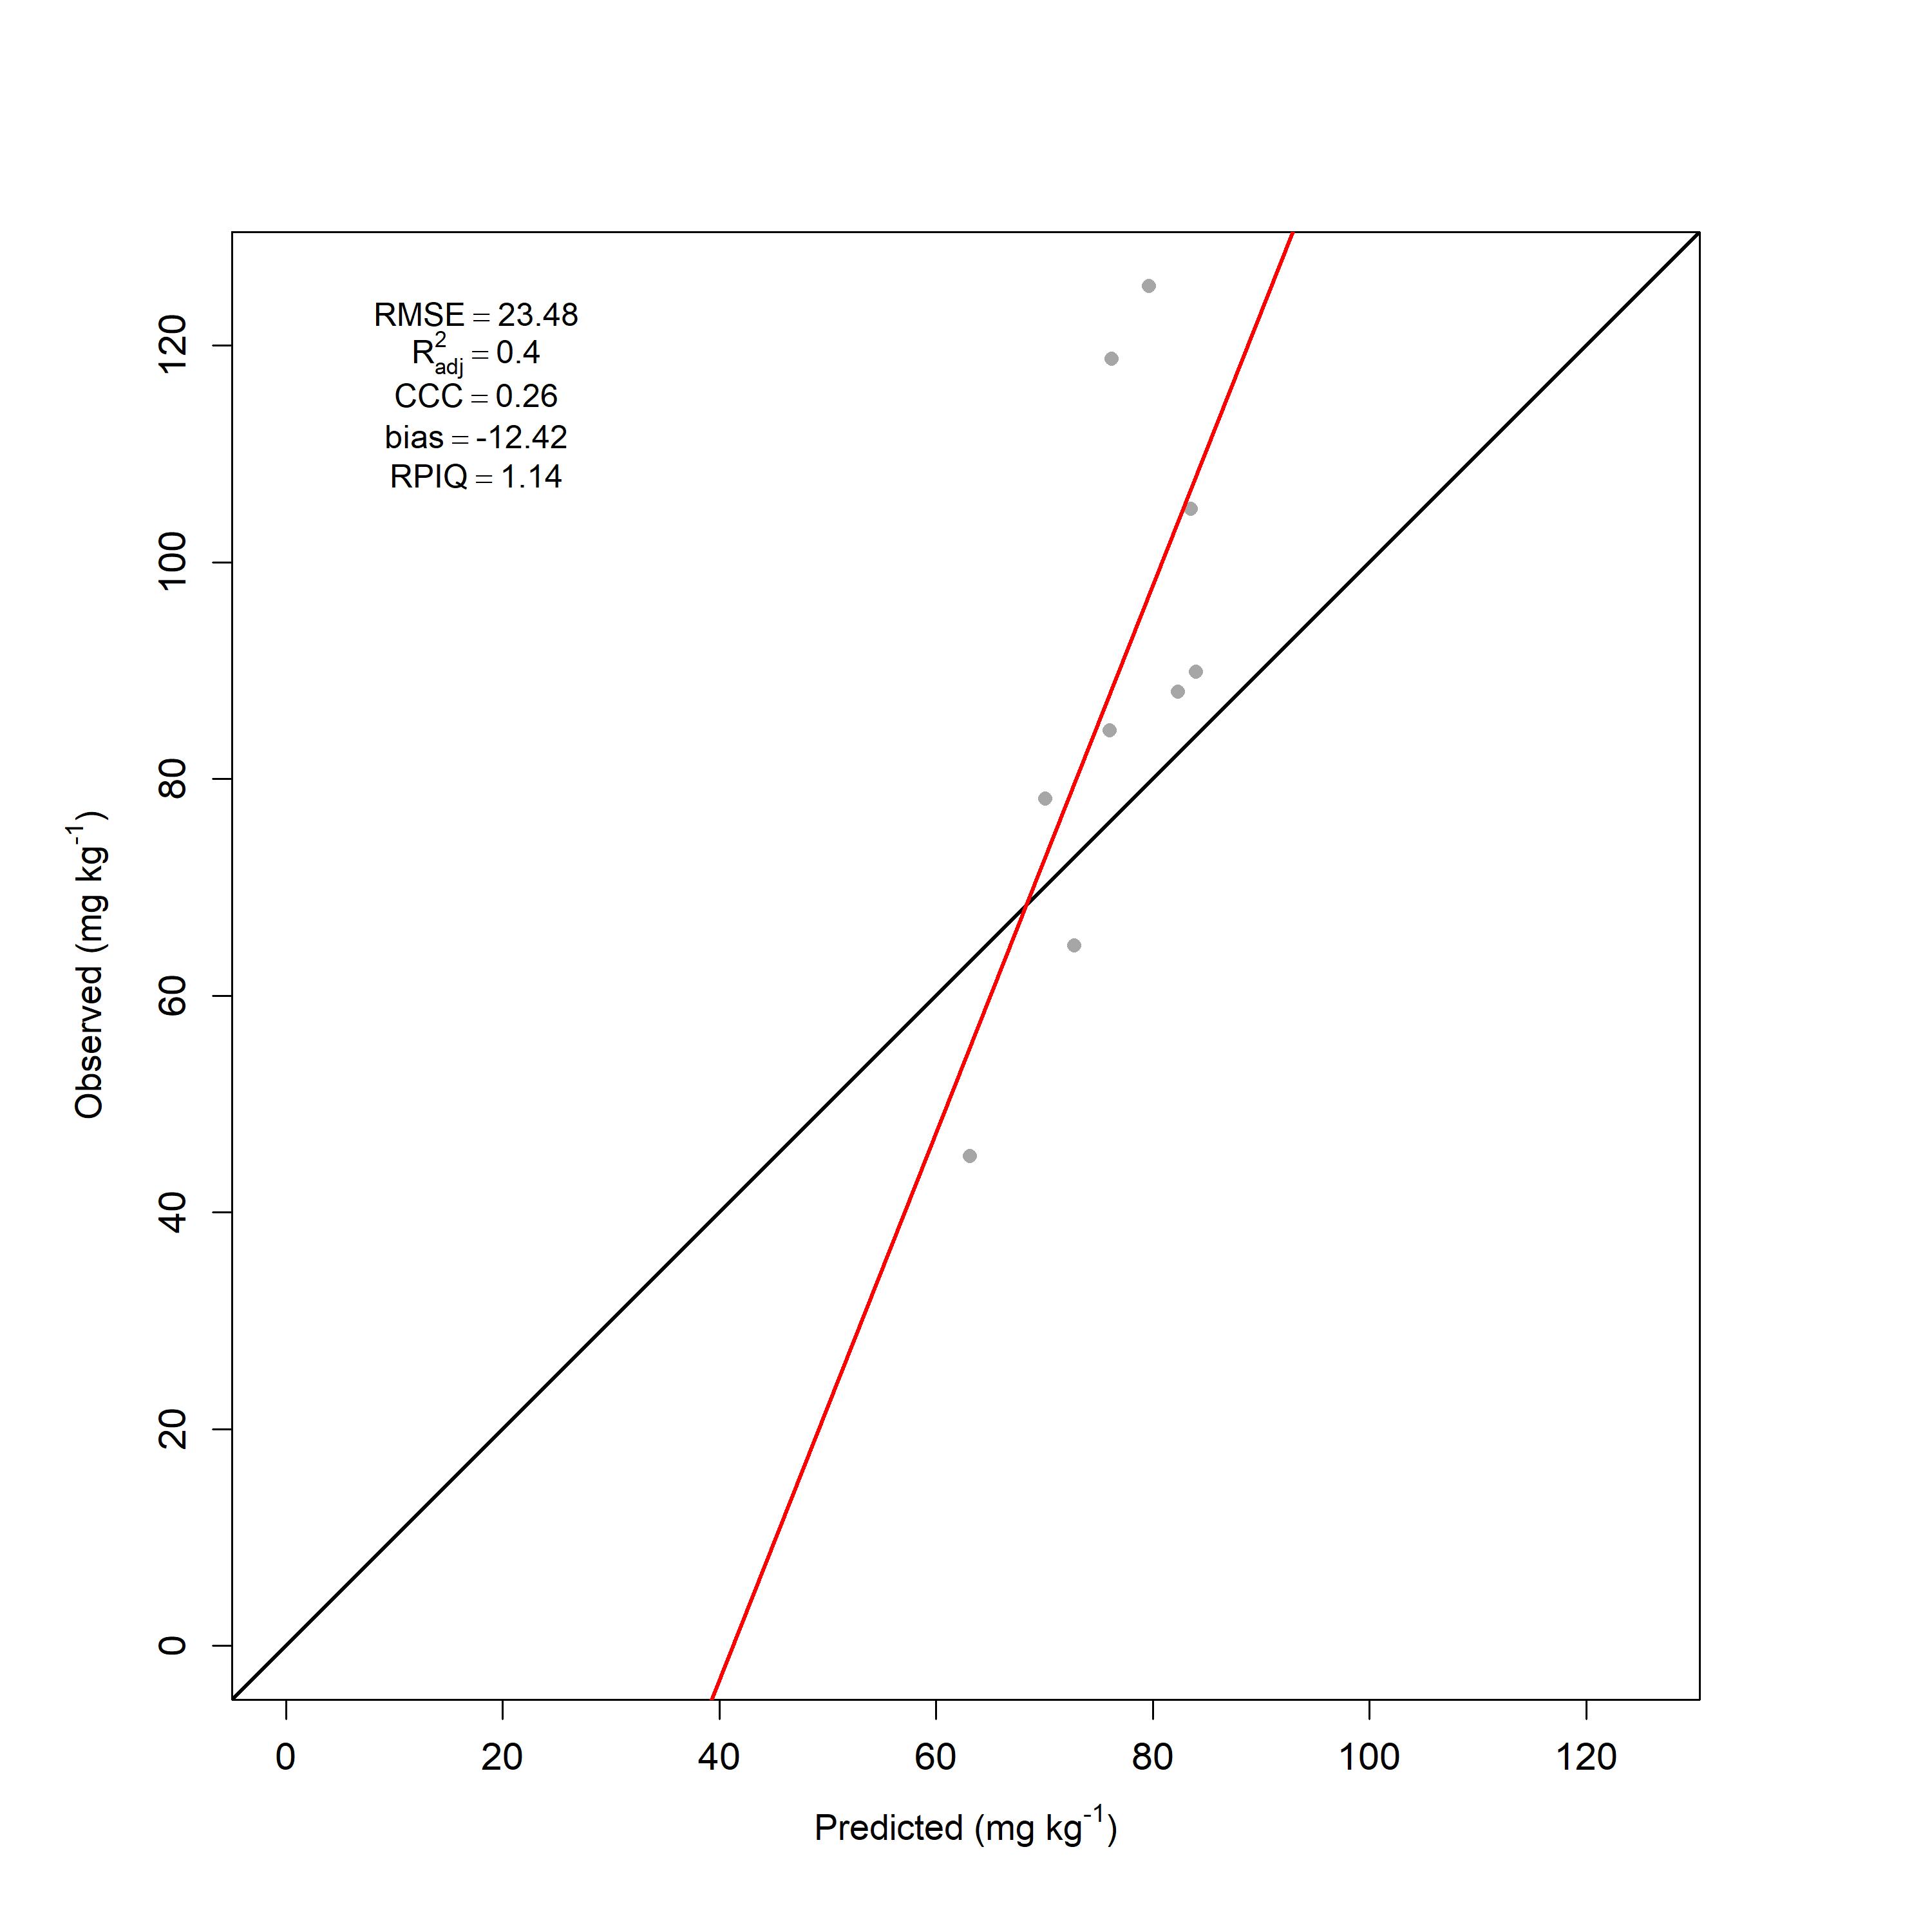 RMSE = 23.48
R²adj = 0.4
CCC = 0.26
bias = -12.42
RPIQ = 1.14
Observed (mg kg⁻¹)
120
100
80
60
40
20
0
0 20 40 60 80 100 120
Predicted (mg kg⁻¹)